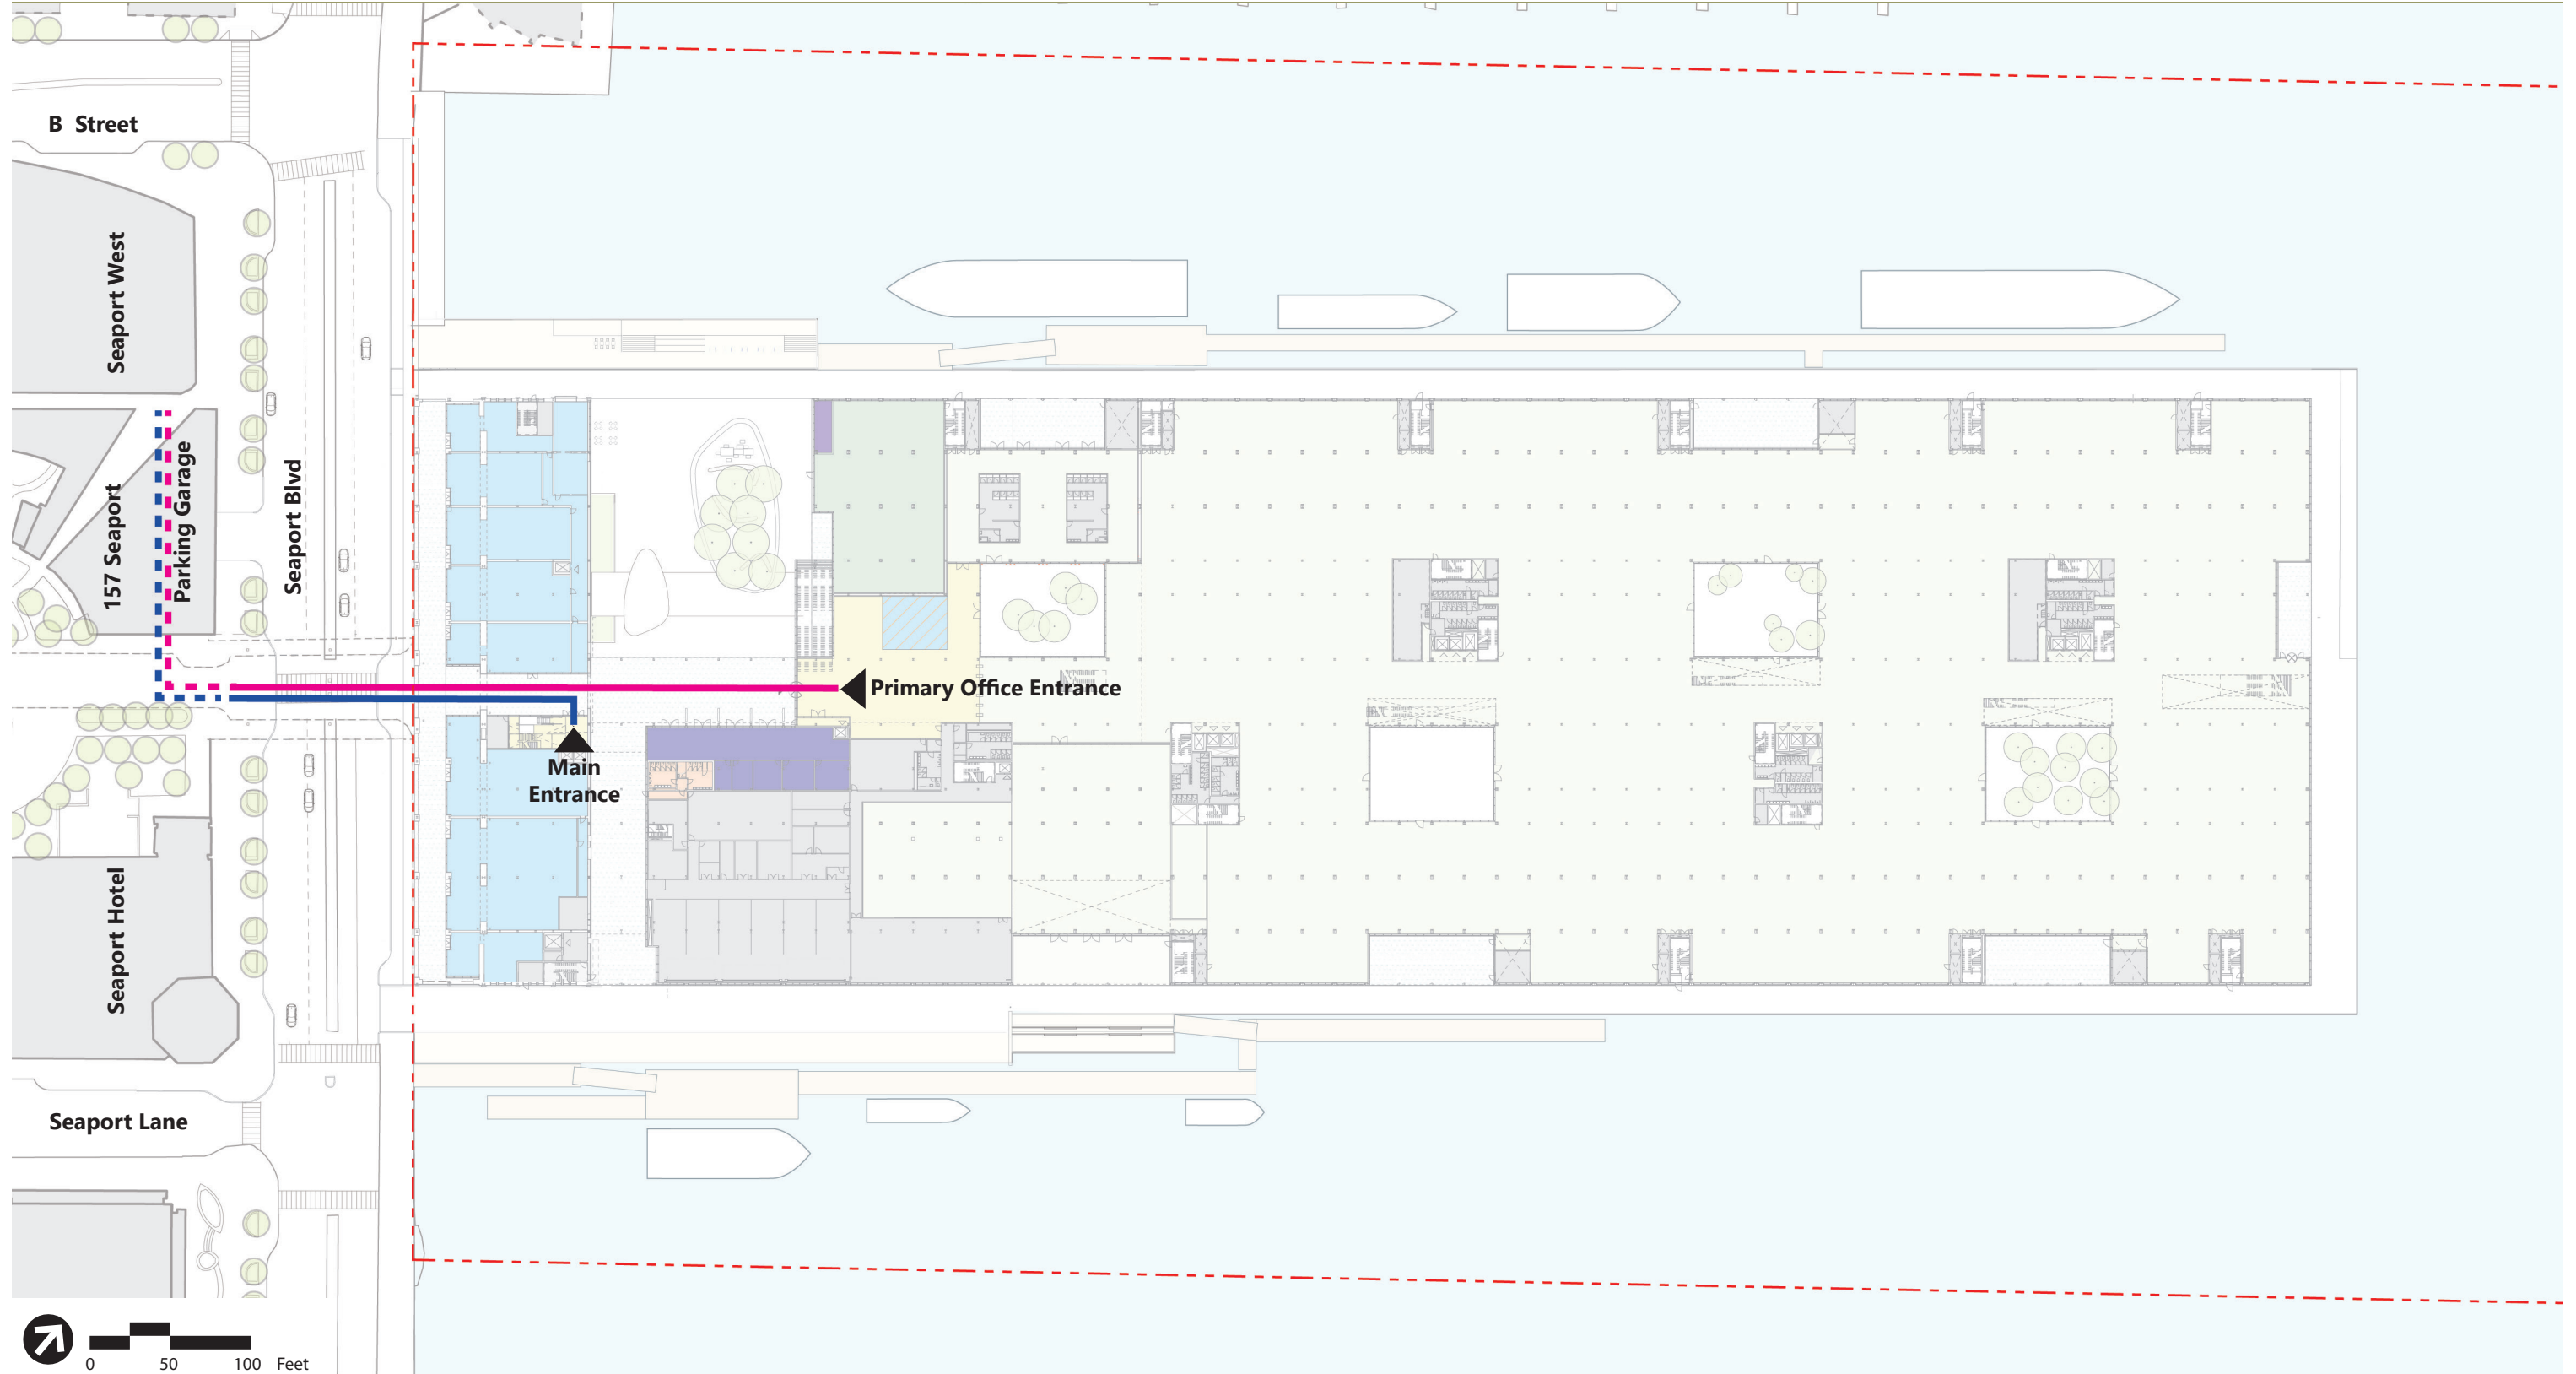 B Street
Seaport West
Parking Garage
157 Seaport
Seaport Blvd
Primary Office Entrance
Main
Entrance
Seaport Hotel
Seaport Lane
0 50 100 Feet